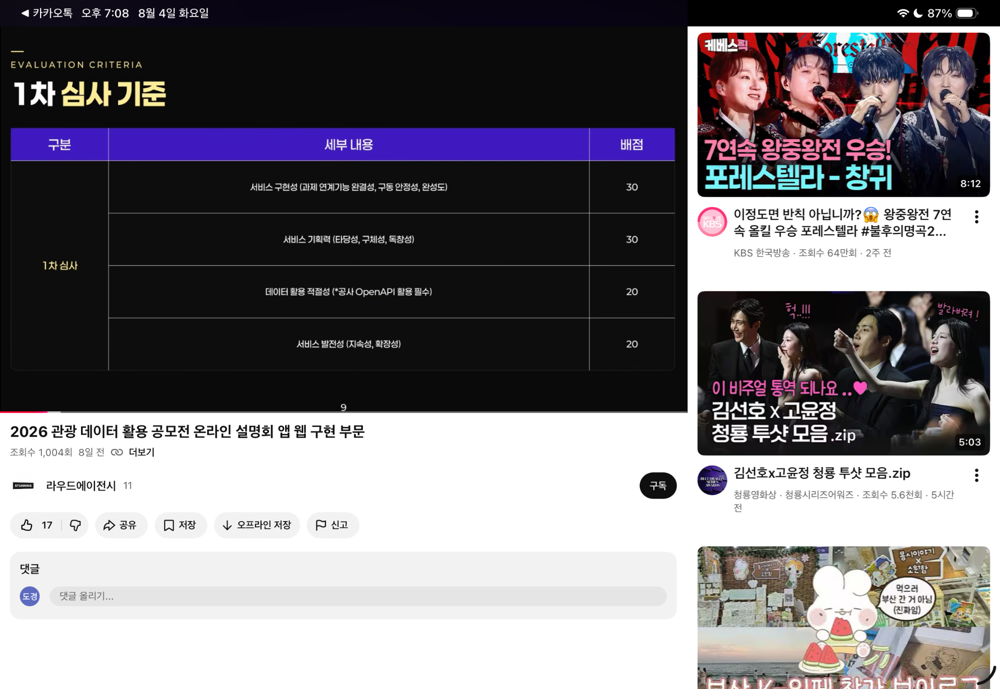 ◀ 카카오톡 오후 7:08 8월 4일 화요일
87%
EVALUATION CRITERIA
1차 심사 기준
구분 세부 내용 배점
1차 심사
서비스 구현성 (과제 연계기능 완결성, 구동 안정성, 완성도) 30
서비스 기획력 (타당성, 구체성, 독창성) 30
데이터 활용 적절성 (*공사 OpenAPI 활용 필수) 20
서비스 발전성 (지속성, 확장성) 20
9
2026 관광 데이터 활용 공모전 온라인 설명회 앱 웹 구현 부문
조회수 1,004회 8일 전 더보기
STUNNING
라우드에이전시 11
구독
17
공유
저장
오프라인 저장
신고
댓글
도경
댓글 올리기...
케베스픽
7연속 왕중왕전 우승!
포레스텔라 - 창귀
8:12
MY LOVE
KBS
이정도면 반칙 아닙니까?😱 왕중왕전 7연
속 올킬 우승 포레스텔라 #불후의명곡2...
KBS 한국방송 · 조회수 64만회 · 2주 전
헉..!!!
발라버려!
이 비주얼 통역 되나요..♥
김선호 x 고윤정
청룡 투샷 모음.zip
5:03
BLUE DRAGON
SERIES
AWARDS
김선호x고윤정 청룡 투샷 모음.zip
청룡영화상 · 청룡시리즈어워즈 · 조회수 5.6천회 · 5시간
전
몽시이야기
x
소원함
먹으러
부산 간 거 아님
(진짜임)